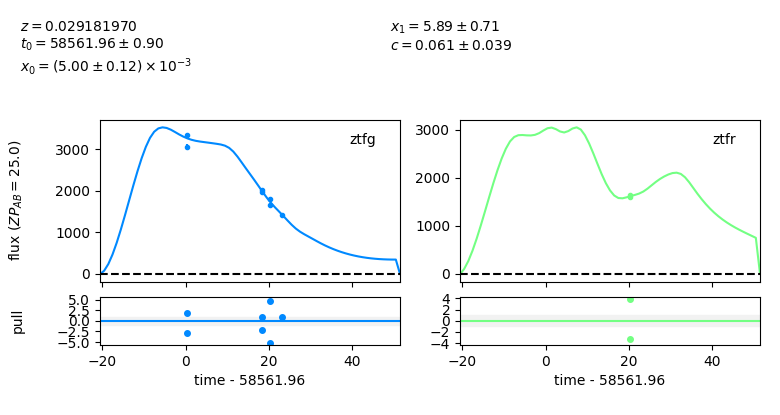 z = 0.029181970
t₀ = 58561.96 ± 0.90
x₀ = (5.00 ± 0.12) × 10⁻³
x₁ = 5.89 ± 0.71
c = 0.061 ± 0.039
flux (ZP_AB = 25.0)
ztfg
3000
2000
1000
0
ztfr
3000
2000
1000
0
pull
5.0
2.5
0.0
−2.5
−5.0
−20 0 20 40
time - 58561.96
4
2
0
−2
−4
−20 0 20 40
time - 58561.96